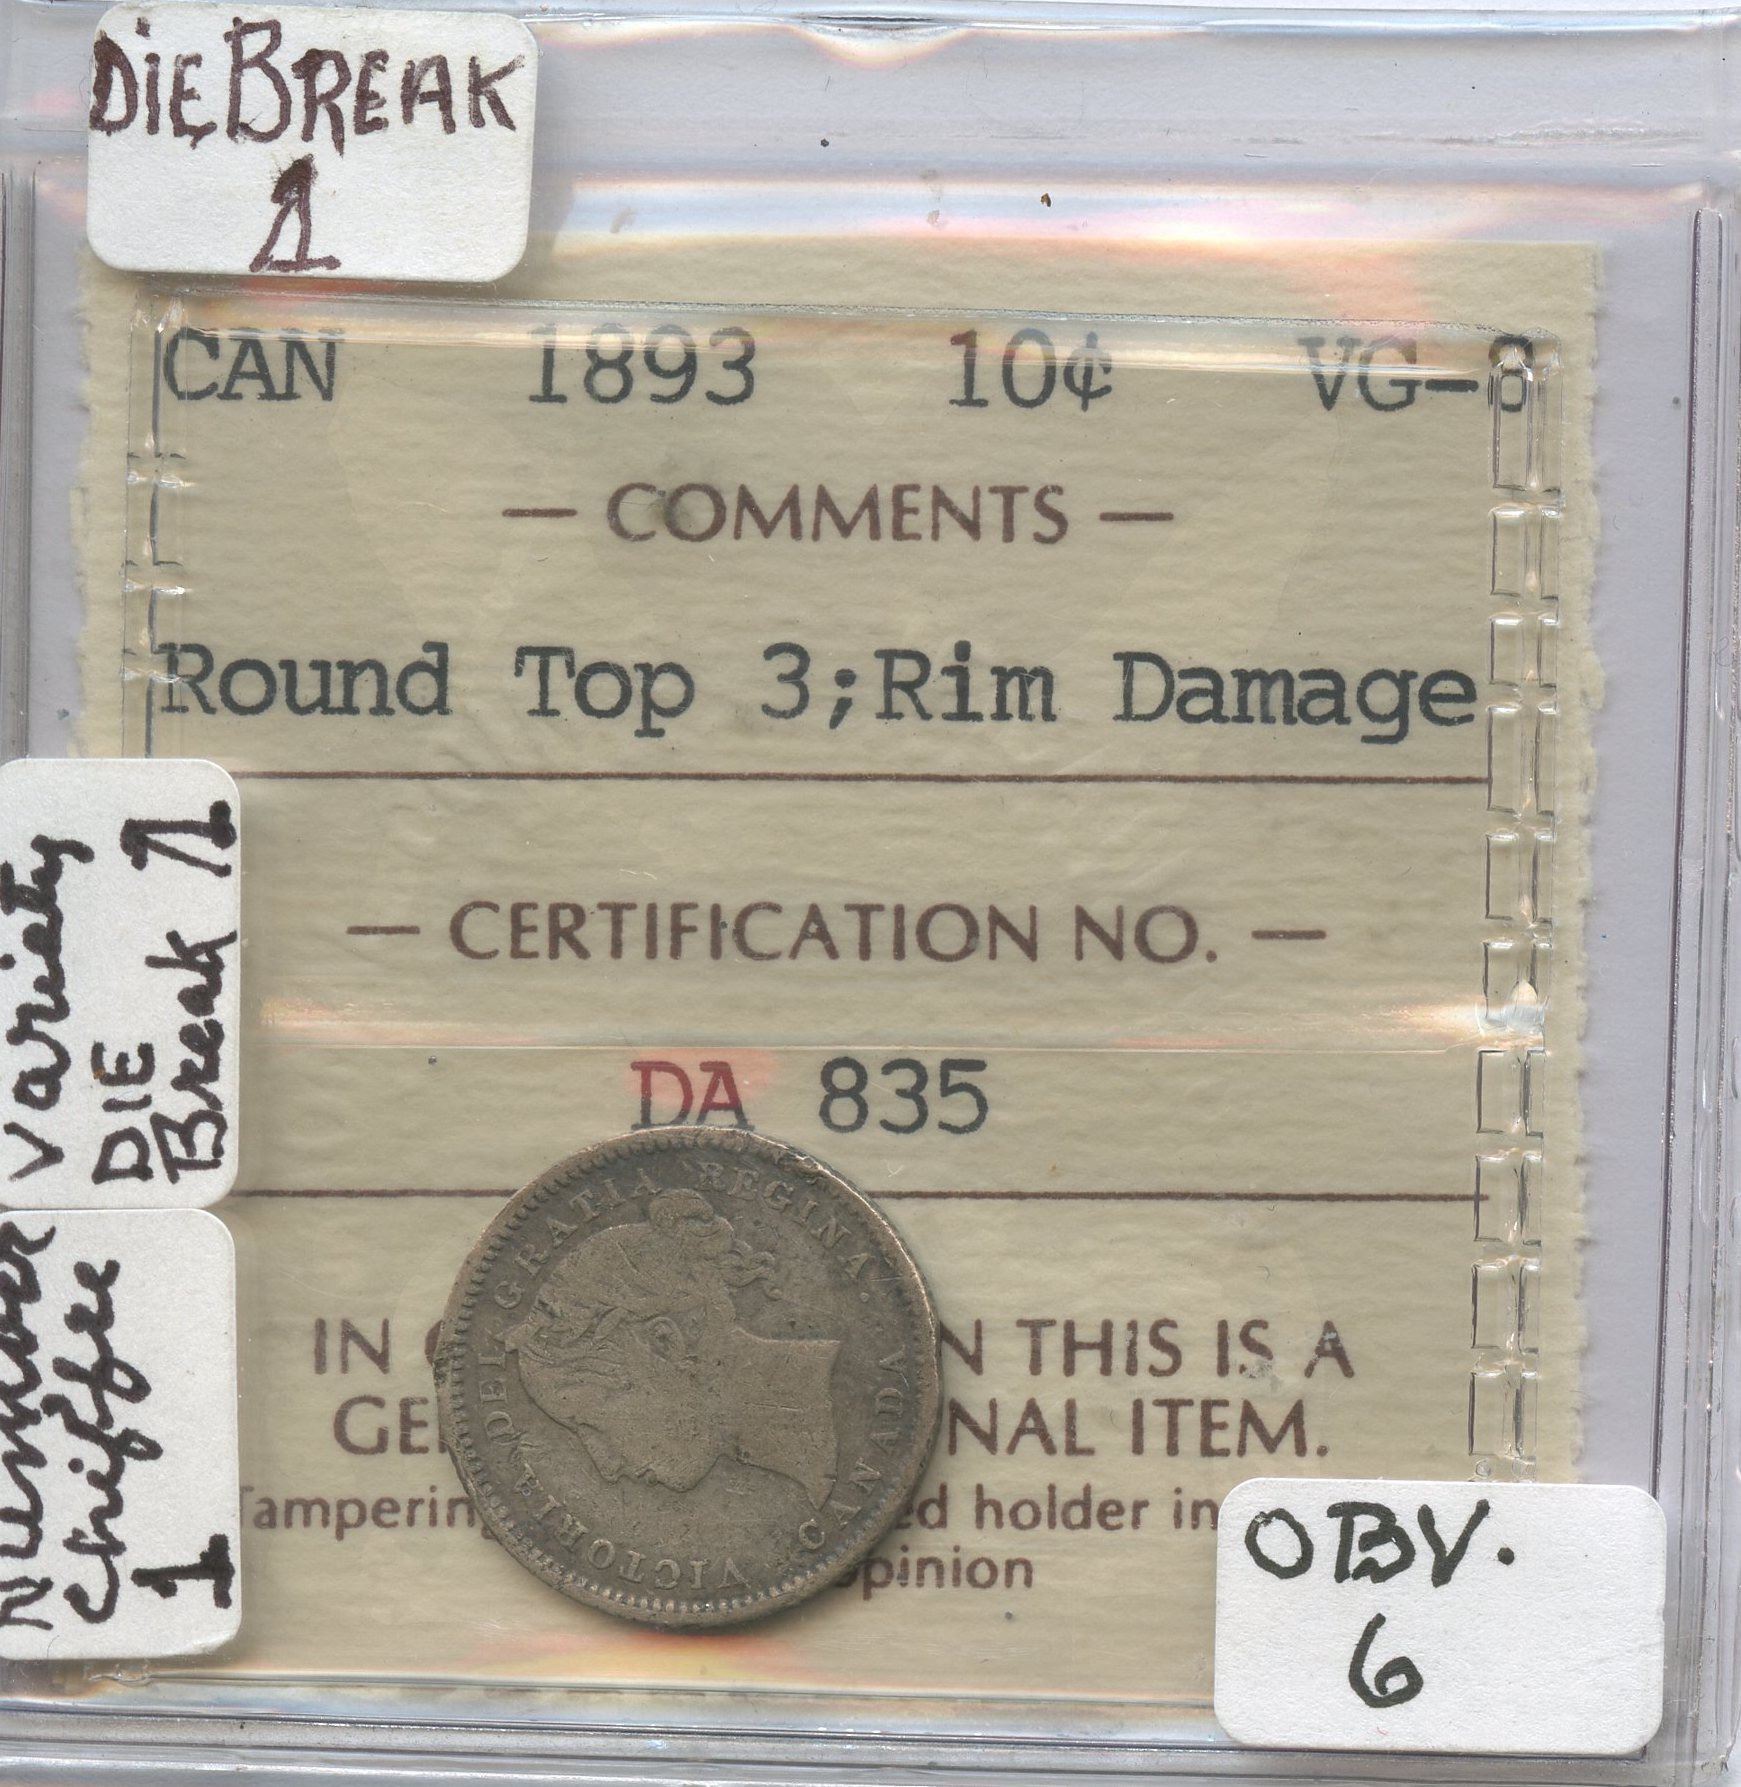 DiE BREAK
1
CAN 1893 10¢ VG-8
— COMMENTS —
Round Top 3;Rim Damage
— CERTIFICATION NO. —
DA 835
IN N THIS IS A
GE NAL ITEM.
Tampering ed holder in
opinion
Variety
DIE
Break 1
chiffre
1
VICTORIA DEI GRATIA REGINA.
CANADA
OBV.
6